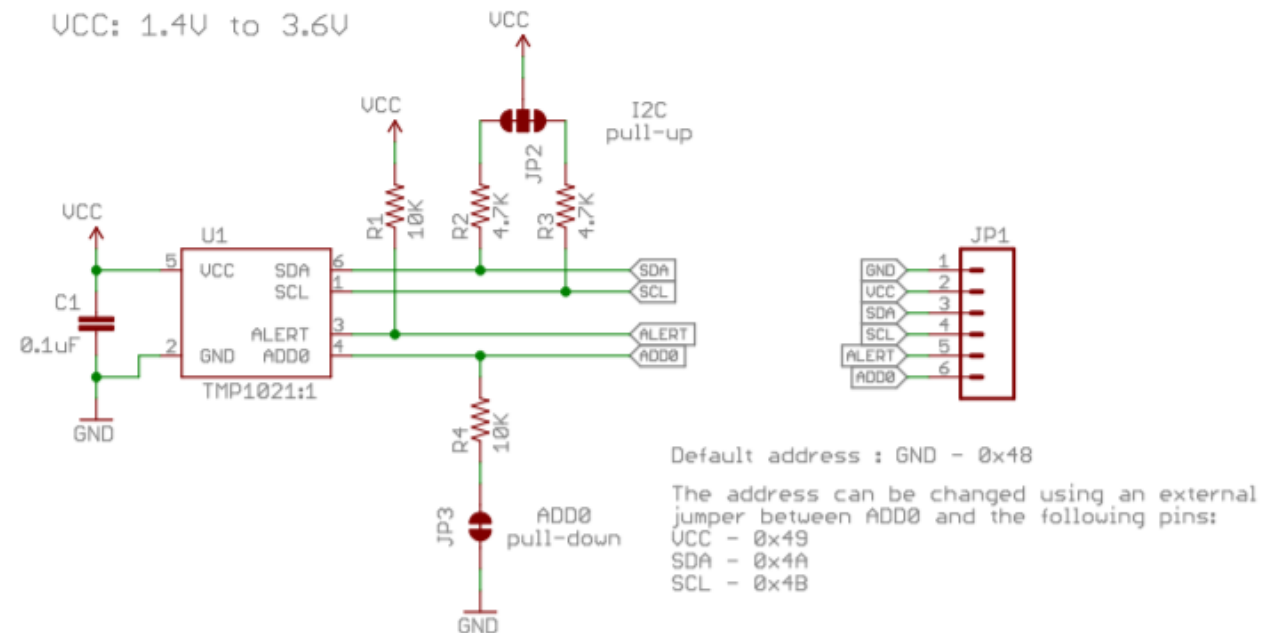 VCC: 1.4V to 3.6V
VCC
I2C
pull-up
JP2
VCC
R1
10K
R2
4.7K
R3
4.7K
VCC
U1
C1
0.1uF
5
2
VCC
GND
SDA
SCL
ALERT
ADD0
6
1
3
4
TMP1021:1
GND
SDA
SCL
ALERT
ADD0
R4
10K
JP3
ADD0
pull-down
GND
JP1
GND
VCC
SDA
SCL
ALERT
ADD0
1
2
3
4
5
6
Default address : GND - 0x48
The address can be changed using an external
jumper between ADD0 and the following pins:
VCC - 0x49
SDA - 0x4A
SCL - 0x4B